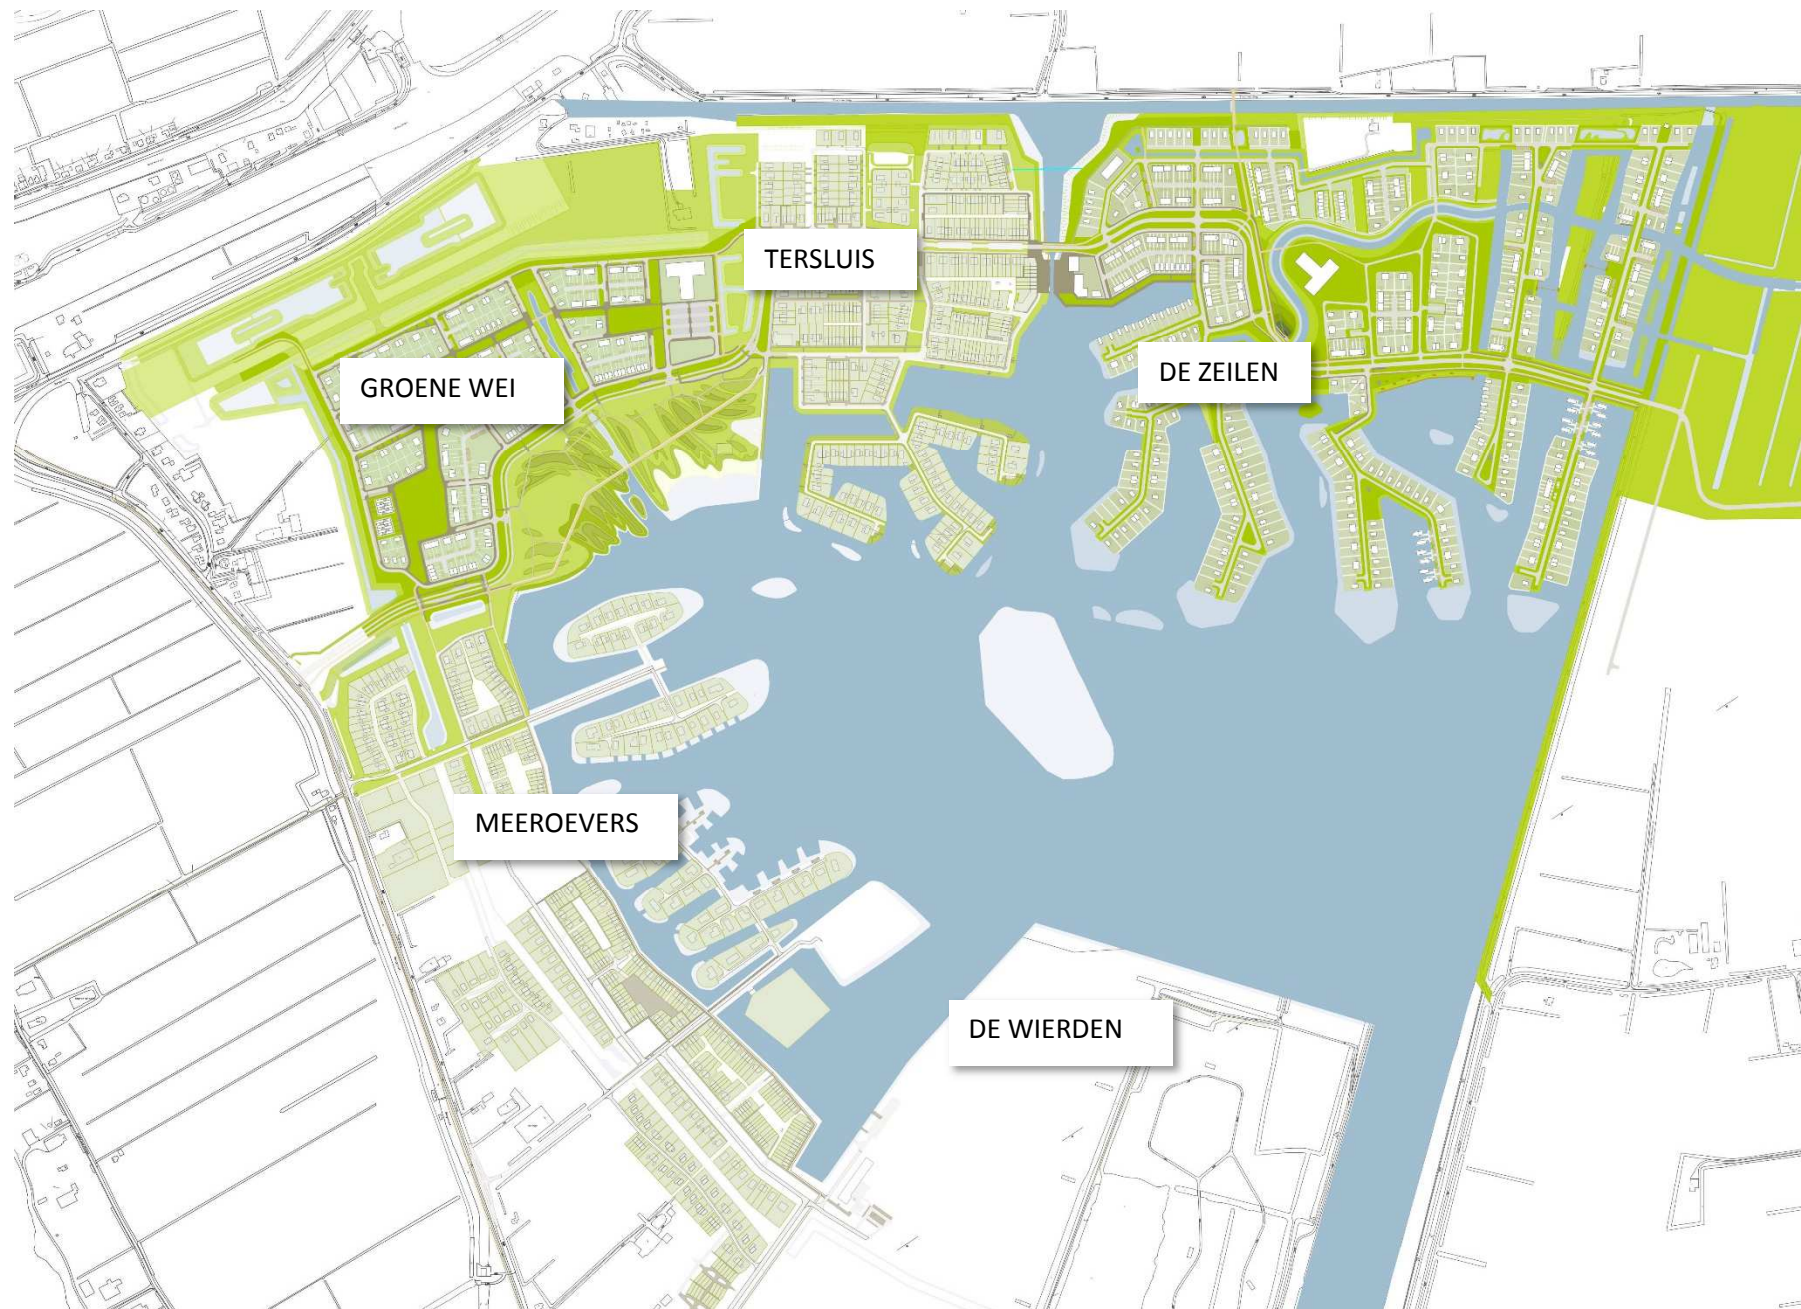 TERSLUIS
DE ZEILEN
GROENE WEI
MEEROEVERS
DE WIERDEN